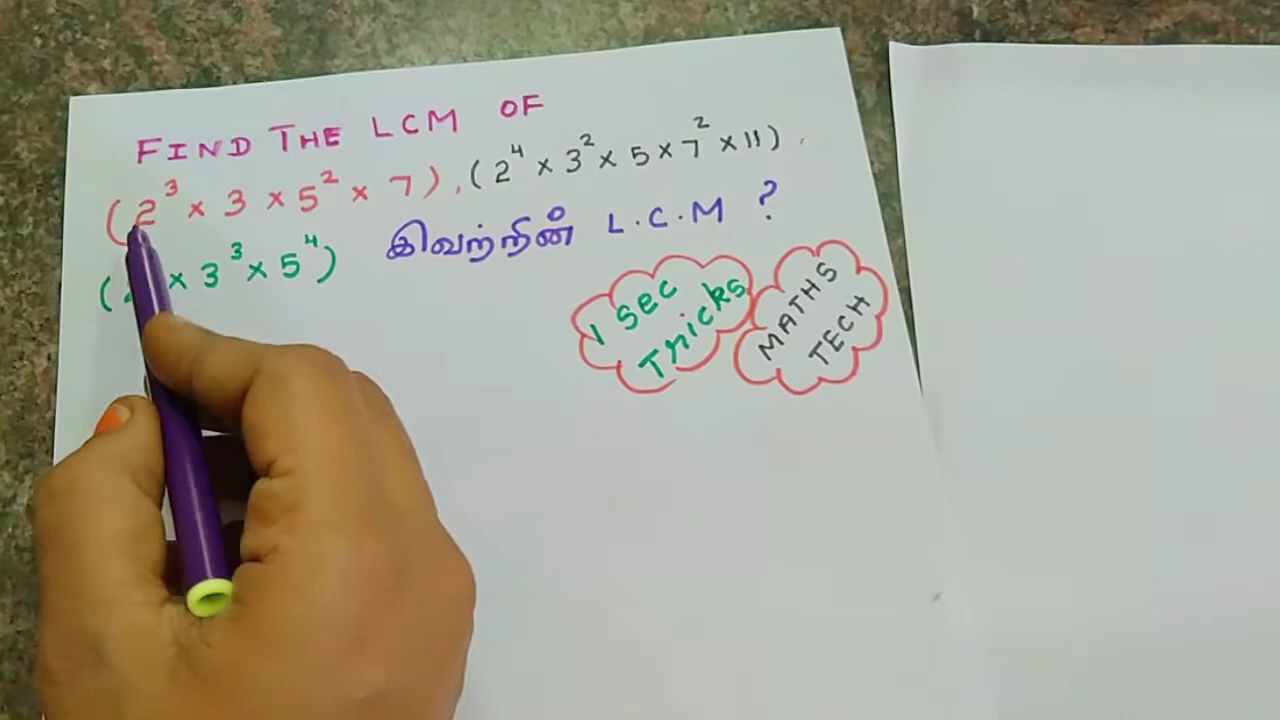 FIND THE LCM OF
(2³ × 3 × 5² × 7), (2⁴ × 3² × 5 × 7² × 11),
( × 3³ × 5⁴) இவற்றின் L.C.M ?
1 Sec
Tricks
MATHS
TECH